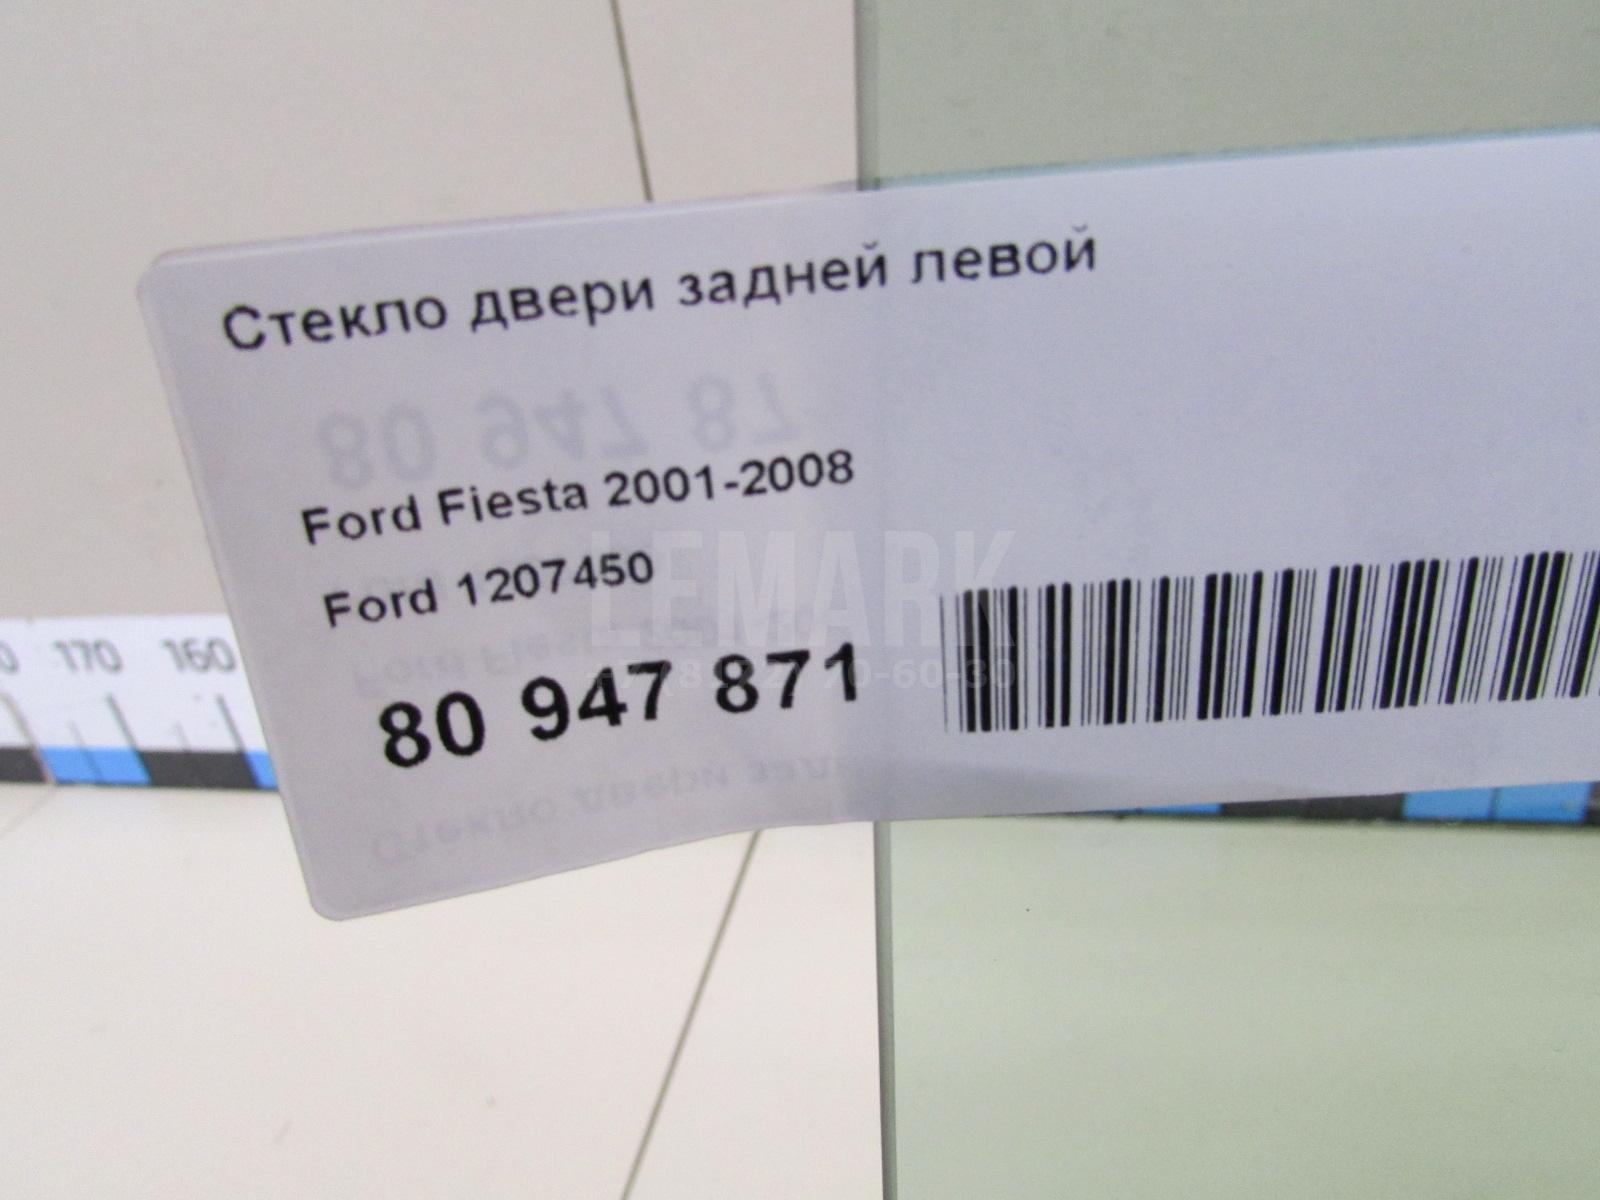 Стекло двери задней левой
Ford Fiesta 2001-2008
Ford 1207450
80 947 871
170 160
LEMARK